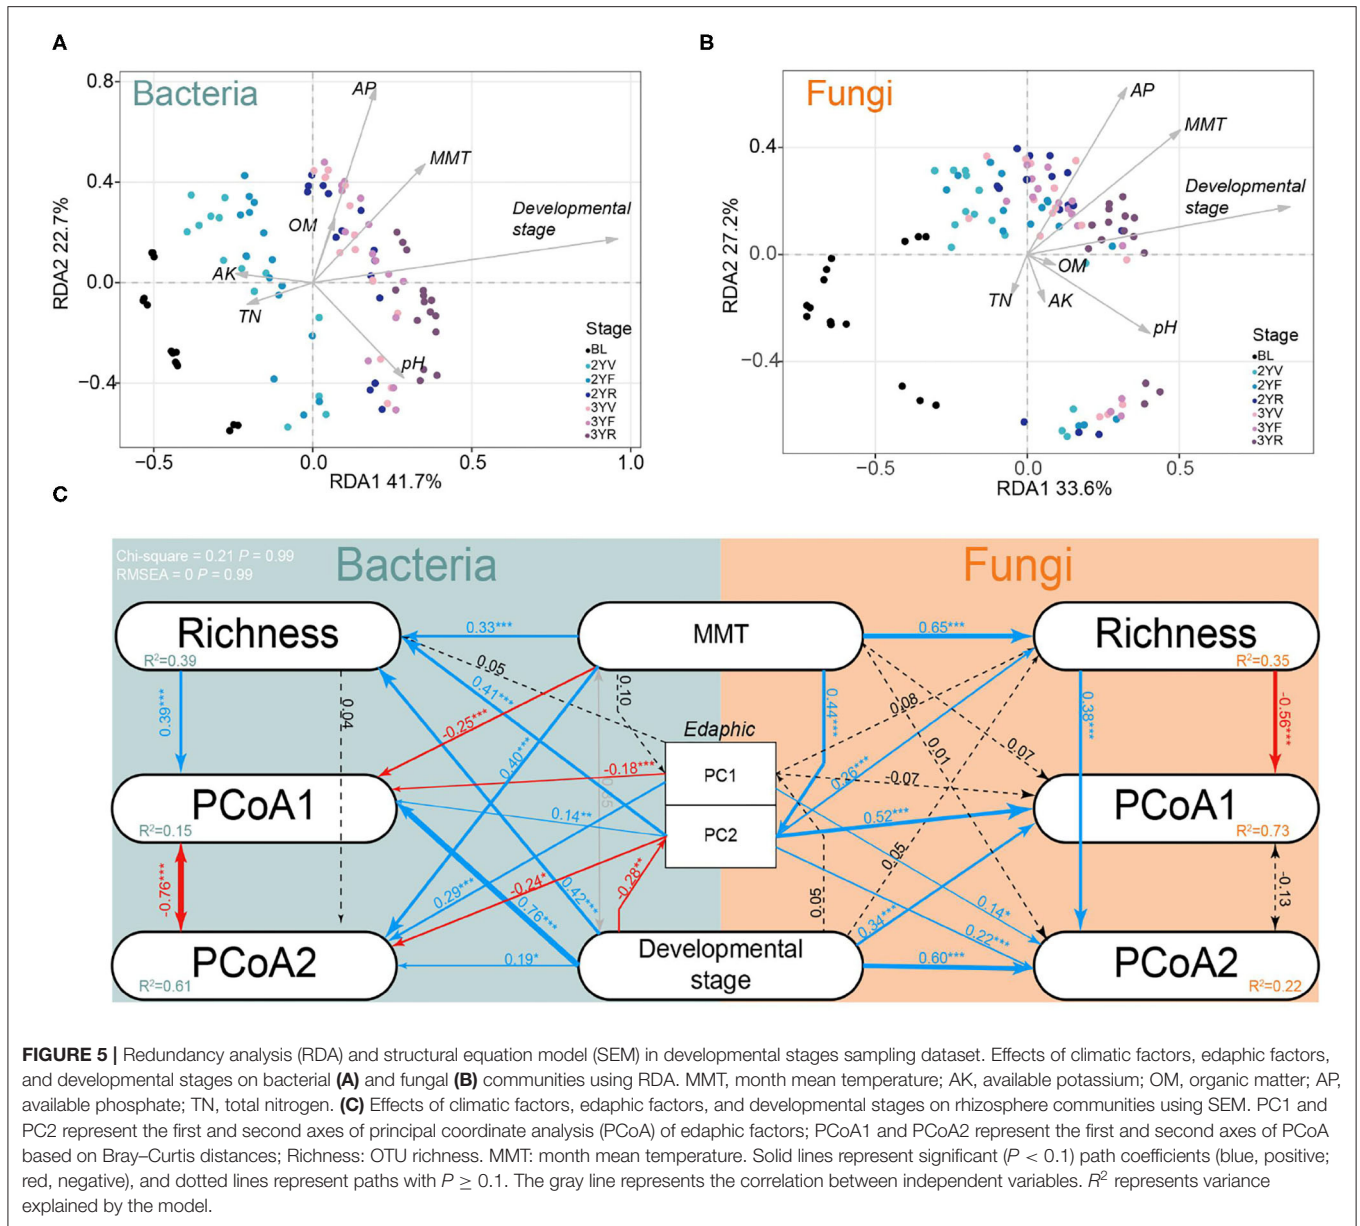 A
B
Bacteria
0.8
0.4
0.0
−0.4
−0.5
0.0
0.5
1.0
RDA2 22.7%
RDA1 41.7%
AP
MMT
OM
Developmental
stage
AK
TN
pH
Stage
BL
2YV
2YF
2YR
3YV
3YF
3YR
Fungi
0.4
0.0
−0.4
−0.5
0.0
0.5
RDA2 27.2%
RDA1 33.6%
AP
MMT
Developmental
stage
OM
TN
AK
pH
Stage
BL
2YV
2YF
2YR
3YV
3YF
3YR
C
Chi-square = 0.21 P = 0.99
RMSEA = 0 P = 0.99
Bacteria
Fungi
Richness
R²=0.39
0.33***
MMT
0.65***
Richness
R²=0.35
0.05
0.41***
0.10
0.44***
0.08
0.39***
0.04
-0.25***
0.40***
Edaphic
0.26***
0.01
0.07
0.38***
-0.56***
PCoA1
R²=0.15
-0.18***
0.14**
PC1
PC2
-0.07
0.52***
PCoA1
R²=0.73
-0.76***
0.29***
-0.24*
0.76***
0.42***
-0.28**
0.05
0.05
0.34***
0.14*
0.22***
-0.13
PCoA2
R²=0.61
0.19*
Developmental
stage
0.60***
PCoA2
R²=0.22
FIGURE 5 | Redundancy analysis (RDA) and structural equation model (SEM) in developmental stages sampling dataset. Effects of climatic factors, edaphic factors,
and developmental stages on bacterial (A) and fungal (B) communities using RDA. MMT, month mean temperature; AK, available potassium; OM, organic matter; AP,
available phosphate; TN, total nitrogen. (C) Effects of climatic factors, edaphic factors, and developmental stages on rhizosphere communities using SEM. PC1 and
PC2 represent the first and second axes of principal coordinate analysis (PCoA) of edaphic factors; PCoA1 and PCoA2 represent the first and second axes of PCoA
based on Bray–Curtis distances; Richness: OTU richness. MMT: month mean temperature. Solid lines represent significant (P < 0.1) path coefficients (blue, positive;
red, negative), and dotted lines represent paths with P ≥ 0.1. The gray line represents the correlation between independent variables. R² represents variance
explained by the model.